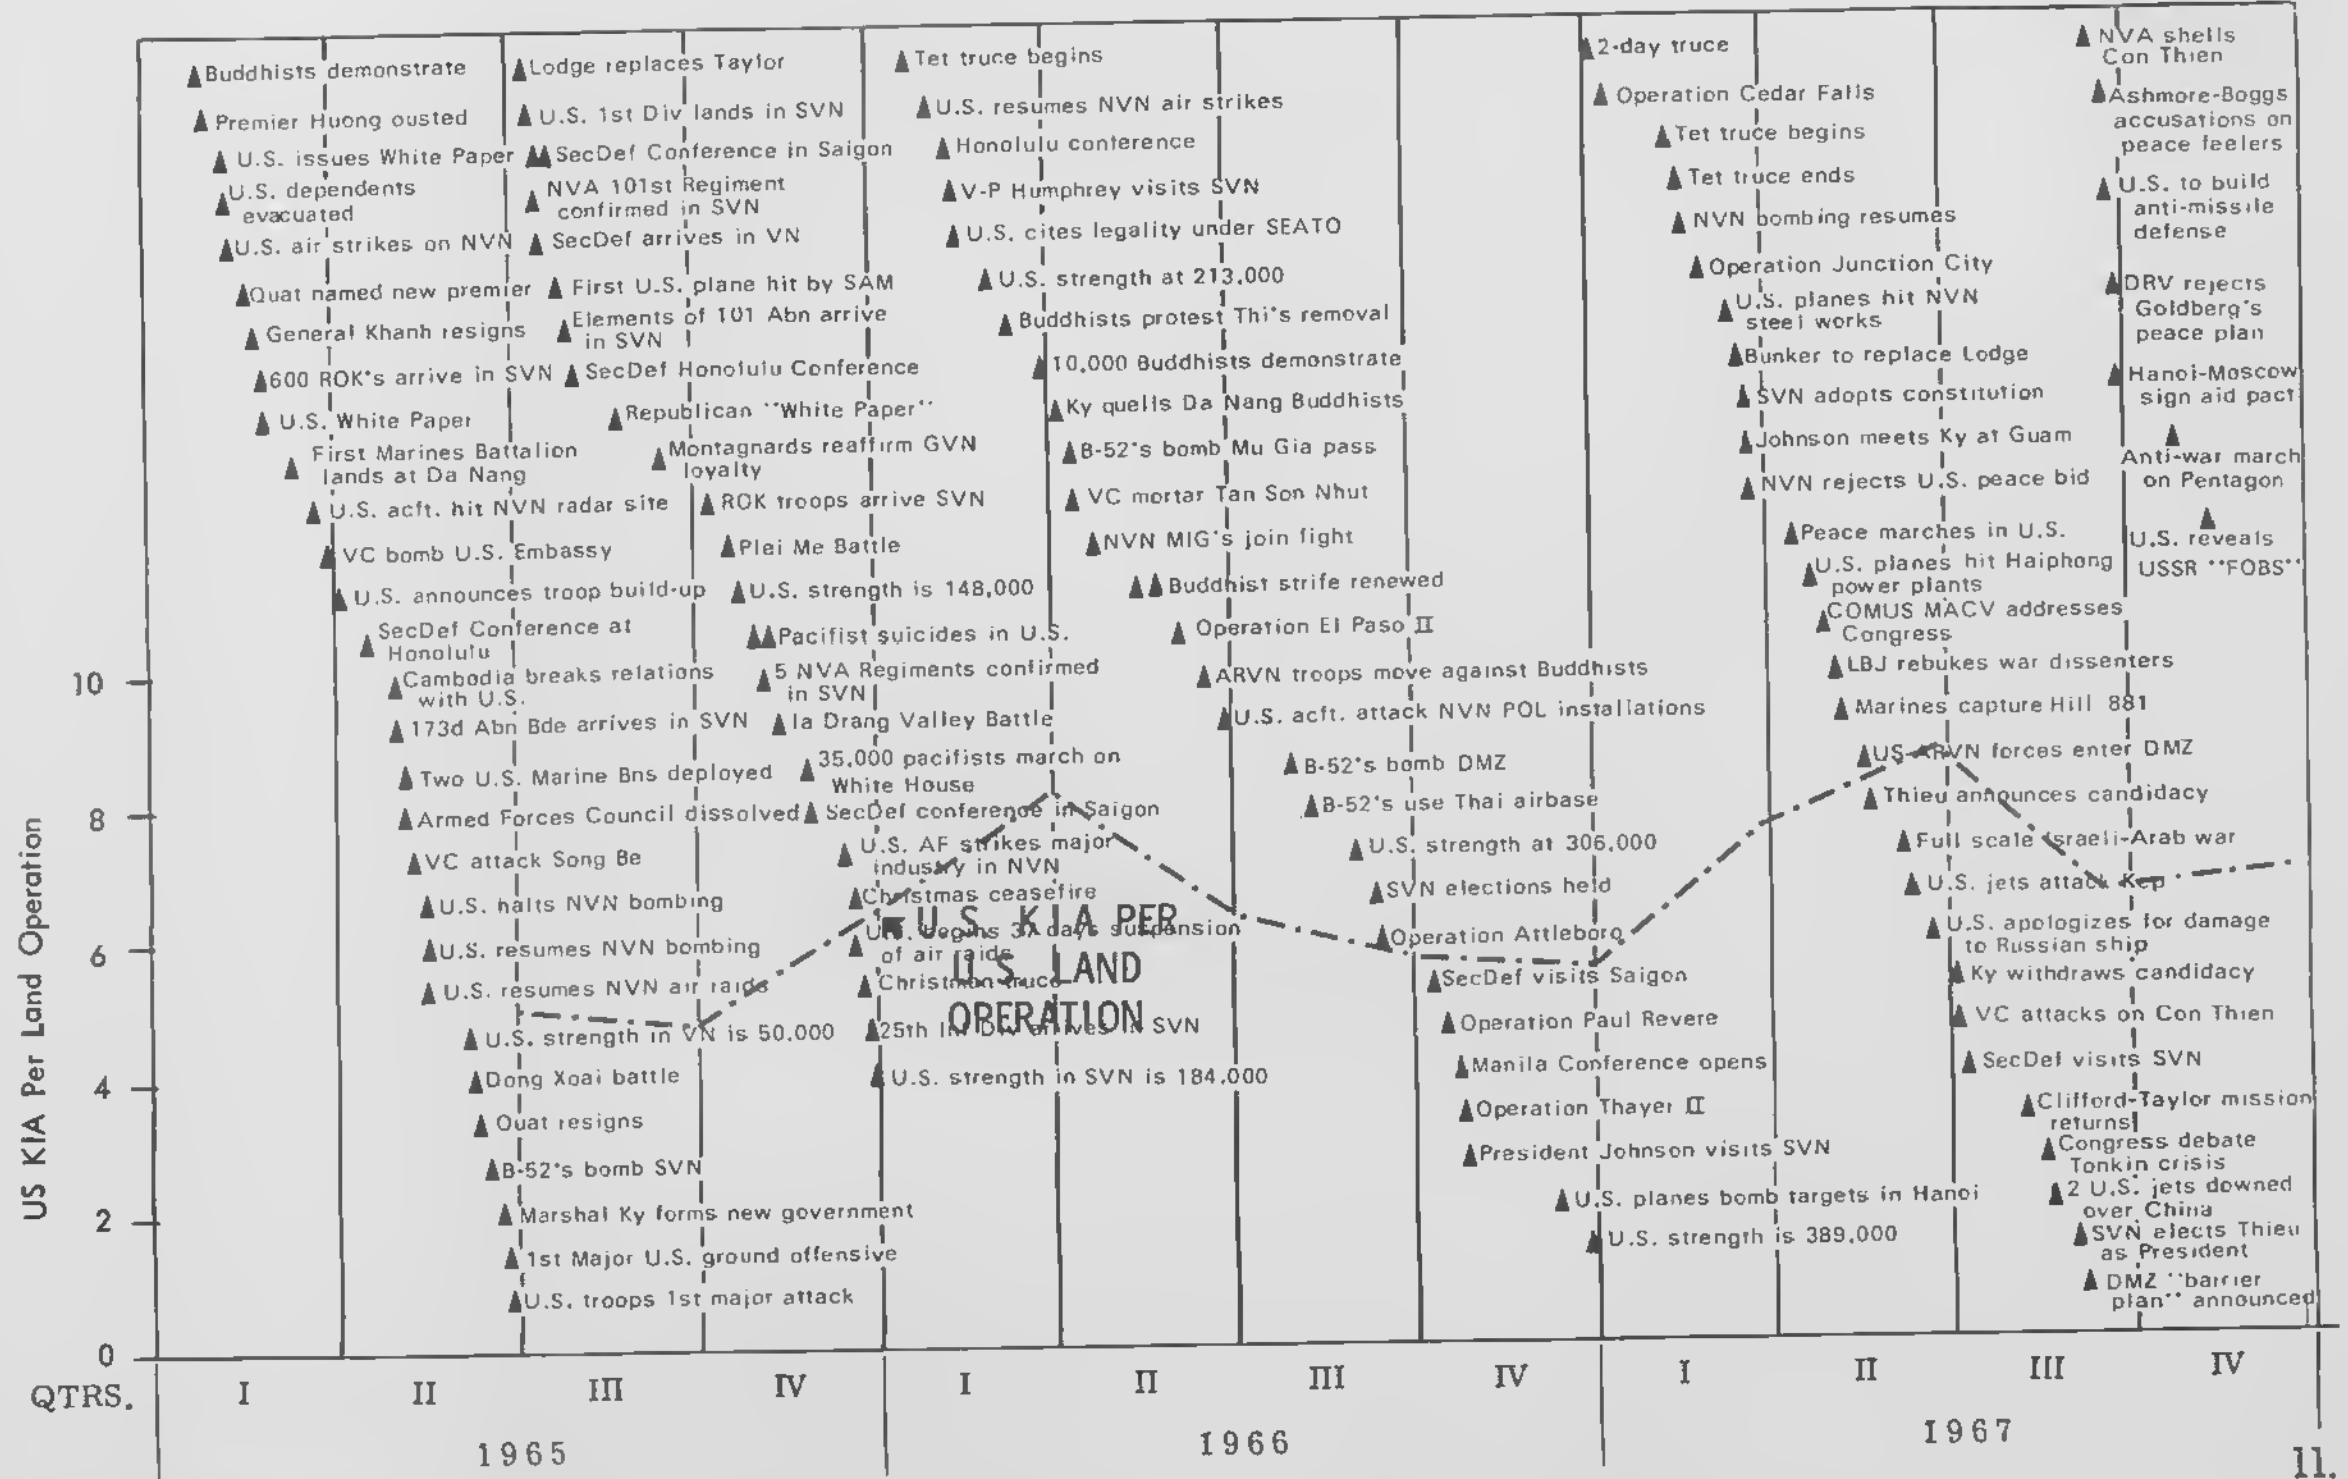 Buddhists demonstrate
Premier Huong ousted
U.S. issues White Paper
U.S. dependents
evacuated
U.S. air strikes on NVN
Quat named new premier
General Khanh resigns
600 ROK's arrive in SVN
U.S. White Paper
First Marines Battalion
lands at Da Nang
U.S. acft. hit NVN radar site
VC bomb U.S. Embassy
U.S. announces troop build-up
SecDef Conference at
Honolulu
Cambodia breaks relations
with U.S.
173d Abn Bde arrives in SVN
Two U.S. Marine Bns deployed
Armed Forces Council dissolved
VC attack Song Be
U.S. halts NVN bombing
U.S. resumes NVN bombing
U.S. resumes NVN air raids
U.S. strength in VN is 50,000
Dong Xoai battle
Quat resigns
B-52's bomb SVN
Marshal Ky forms new government
1st Major U.S. ground offensive
U.S. troops 1st major attack
Lodge replaces Taylor
U.S. 1st Div lands in SVN
SecDef Conference in Saigon
NVA 101st Regiment
confirmed in SVN
SecDef arrives in VN
First U.S. plane hit by SAM
Elements of 101 Abn arrive
in SVN
SecDef Honolulu Conference
Republican "White Paper"
Montagnards reaffirm GVN
loyalty
ROK troops arrive SVN
Plei Me Battle
U.S. strength is 148,000
Pacifist suicides in U.S.
5 NVA Regiments confirmed
in SVN
Ia Drang Valley Battle
35,000 pacifists march on
White House
SecDef conference in Saigon
U.S. AF strikes major
industry in NVN
Christmas ceasefire
U.S. begins 37 days suspension
of air raids
Christmas truce
25th Inf Div arrives in SVN
U.S. strength in SVN is 184,000
U.S. KIA PER
U.S. LAND
OPERATION
Tet truce begins
U.S. resumes NVN air strikes
Honolulu conference
V-P Humphrey visits SVN
U.S. cites legality under SEATO
U.S. strength at 213,000
Buddhists protest Thi's removal
10,000 Buddhists demonstrate
Ky quells Da Nang Buddhists
B-52's bomb Mu Gia pass
VC mortar Tan Son Nhut
NVN MIG's join fight
Buddhist strife renewed
Operation El Paso II
ARVN troops move against Buddhists
U.S. acft. attack NVN POL installations
B-52's bomb DMZ
B-52's use Thai airbase
U.S. strength at 306,000
SVN elections held
Operation Attleboro
SecDef visits Saigon
Operation Paul Revere
Manila Conference opens
Operation Thayer II
President Johnson visits SVN
U.S. planes bomb targets in Hanoi
U.S. strength is 389,000
2-day truce
Operation Cedar Falls
Tet truce begins
Tet truce ends
NVN bombing resumes
Operation Junction City
U.S. planes hit NVN
steel works
Bunker to replace Lodge
SVN adopts constitution
Johnson meets Ky at Guam
NVN rejects U.S. peace bid
Peace marches in U.S.
U.S. planes hit Haiphong
power plants
COMUS MACV addresses
Congress
LBJ rebukes war dissenters
Marines capture Hill 881
US-ARVN forces enter DMZ
Thieu announces candidacy
Full scale Israeli-Arab war
U.S. jets attack Kep
U.S. apologizes for damage
to Russian ship
Ky withdraws candidacy
VC attacks on Con Thien
SecDef visits SVN
Clifford-Taylor mission
returns
Congress debate
Tonkin crisis
2 U.S. jets downed
over China
SVN elects Thieu
as President
DMZ "barrier
plan" announced
NVA shells
Con Thien
Ashmore-Boggs
accusations on
peace feelers
U.S. to build
anti-missile
defense
DRV rejects
Goldberg's
peace plan
Hanoi-Moscow
sign aid pact
Anti-war march
on Pentagon
U.S. reveals
USSR "FOBS"
US KIA Per Land Operation
10
8
6
4
2
0
QTRS. I II III IV I II III IV I II III IV
1965 1966 1967
11.